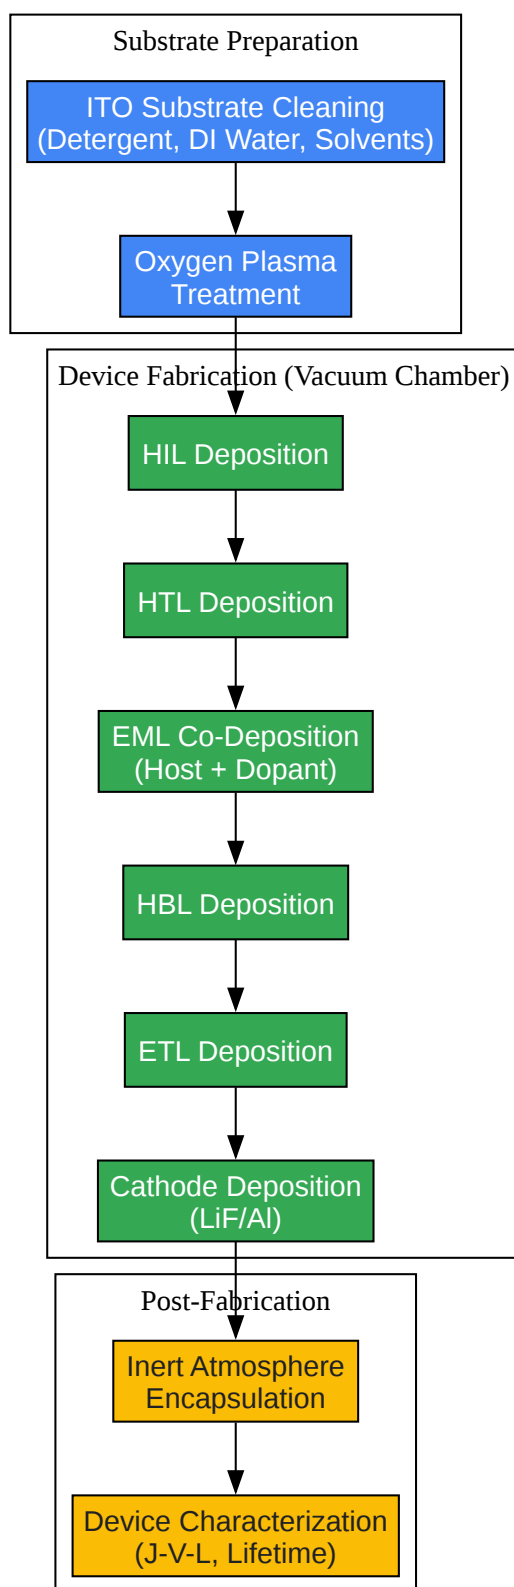 Substrate Preparation
ITO Substrate Cleaning
(Detergent, DI Water, Solvents)
Oxygen Plasma
Treatment
Device Fabrication (Vacuum Chamber)
HIL Deposition
HTL Deposition
EML Co-Deposition
(Host + Dopant)
HBL Deposition
ETL Deposition
Cathode Deposition
(LiF/Al)
Post-Fabrication
Inert Atmosphere
Encapsulation
Device Characterization
(J-V-L, Lifetime)